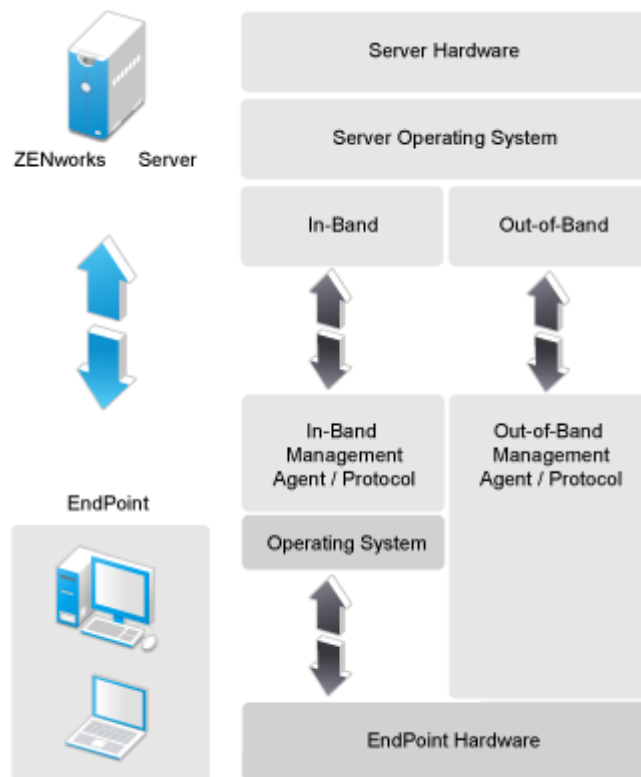 Server Hardware
Server Operating System
ZENworks Server
In-Band
Out-of-Band
In-Band
Management
Agent / Protocol
Out-of-Band
Management
Agent / Protocol
EndPoint
Operating System
EndPoint Hardware